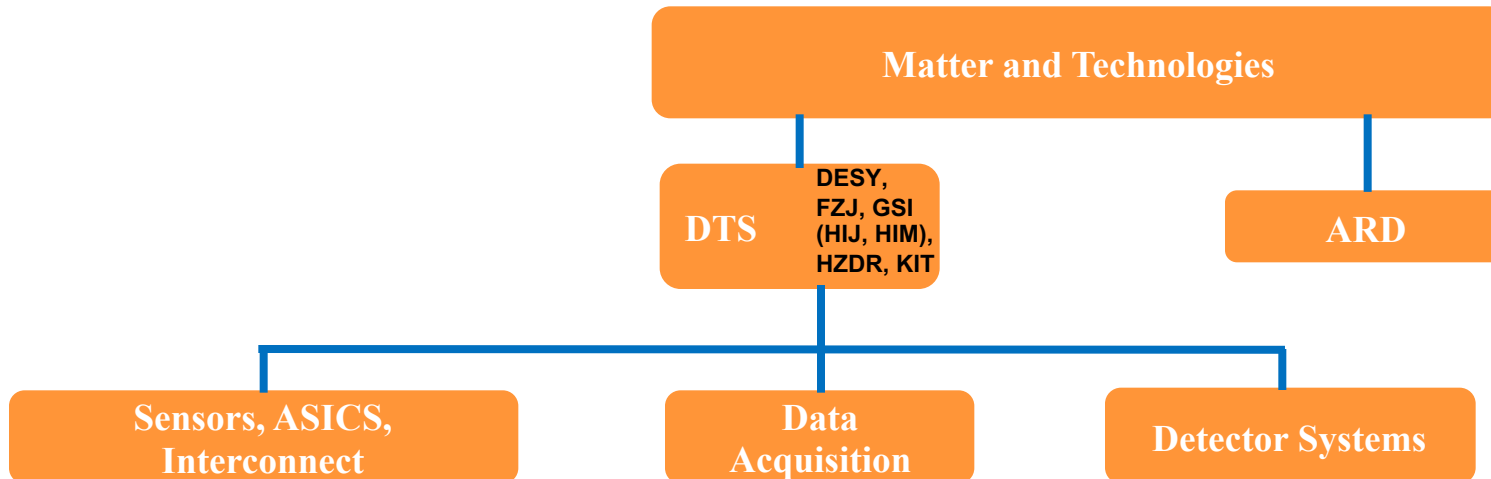 Matter and Technologies
DTS
DESY,
FZJ, GSI
(HIJ, HIM),
HZDR, KIT
ARD
Sensors, ASICS,
Interconnect
Data
Acquisition
Detector Systems